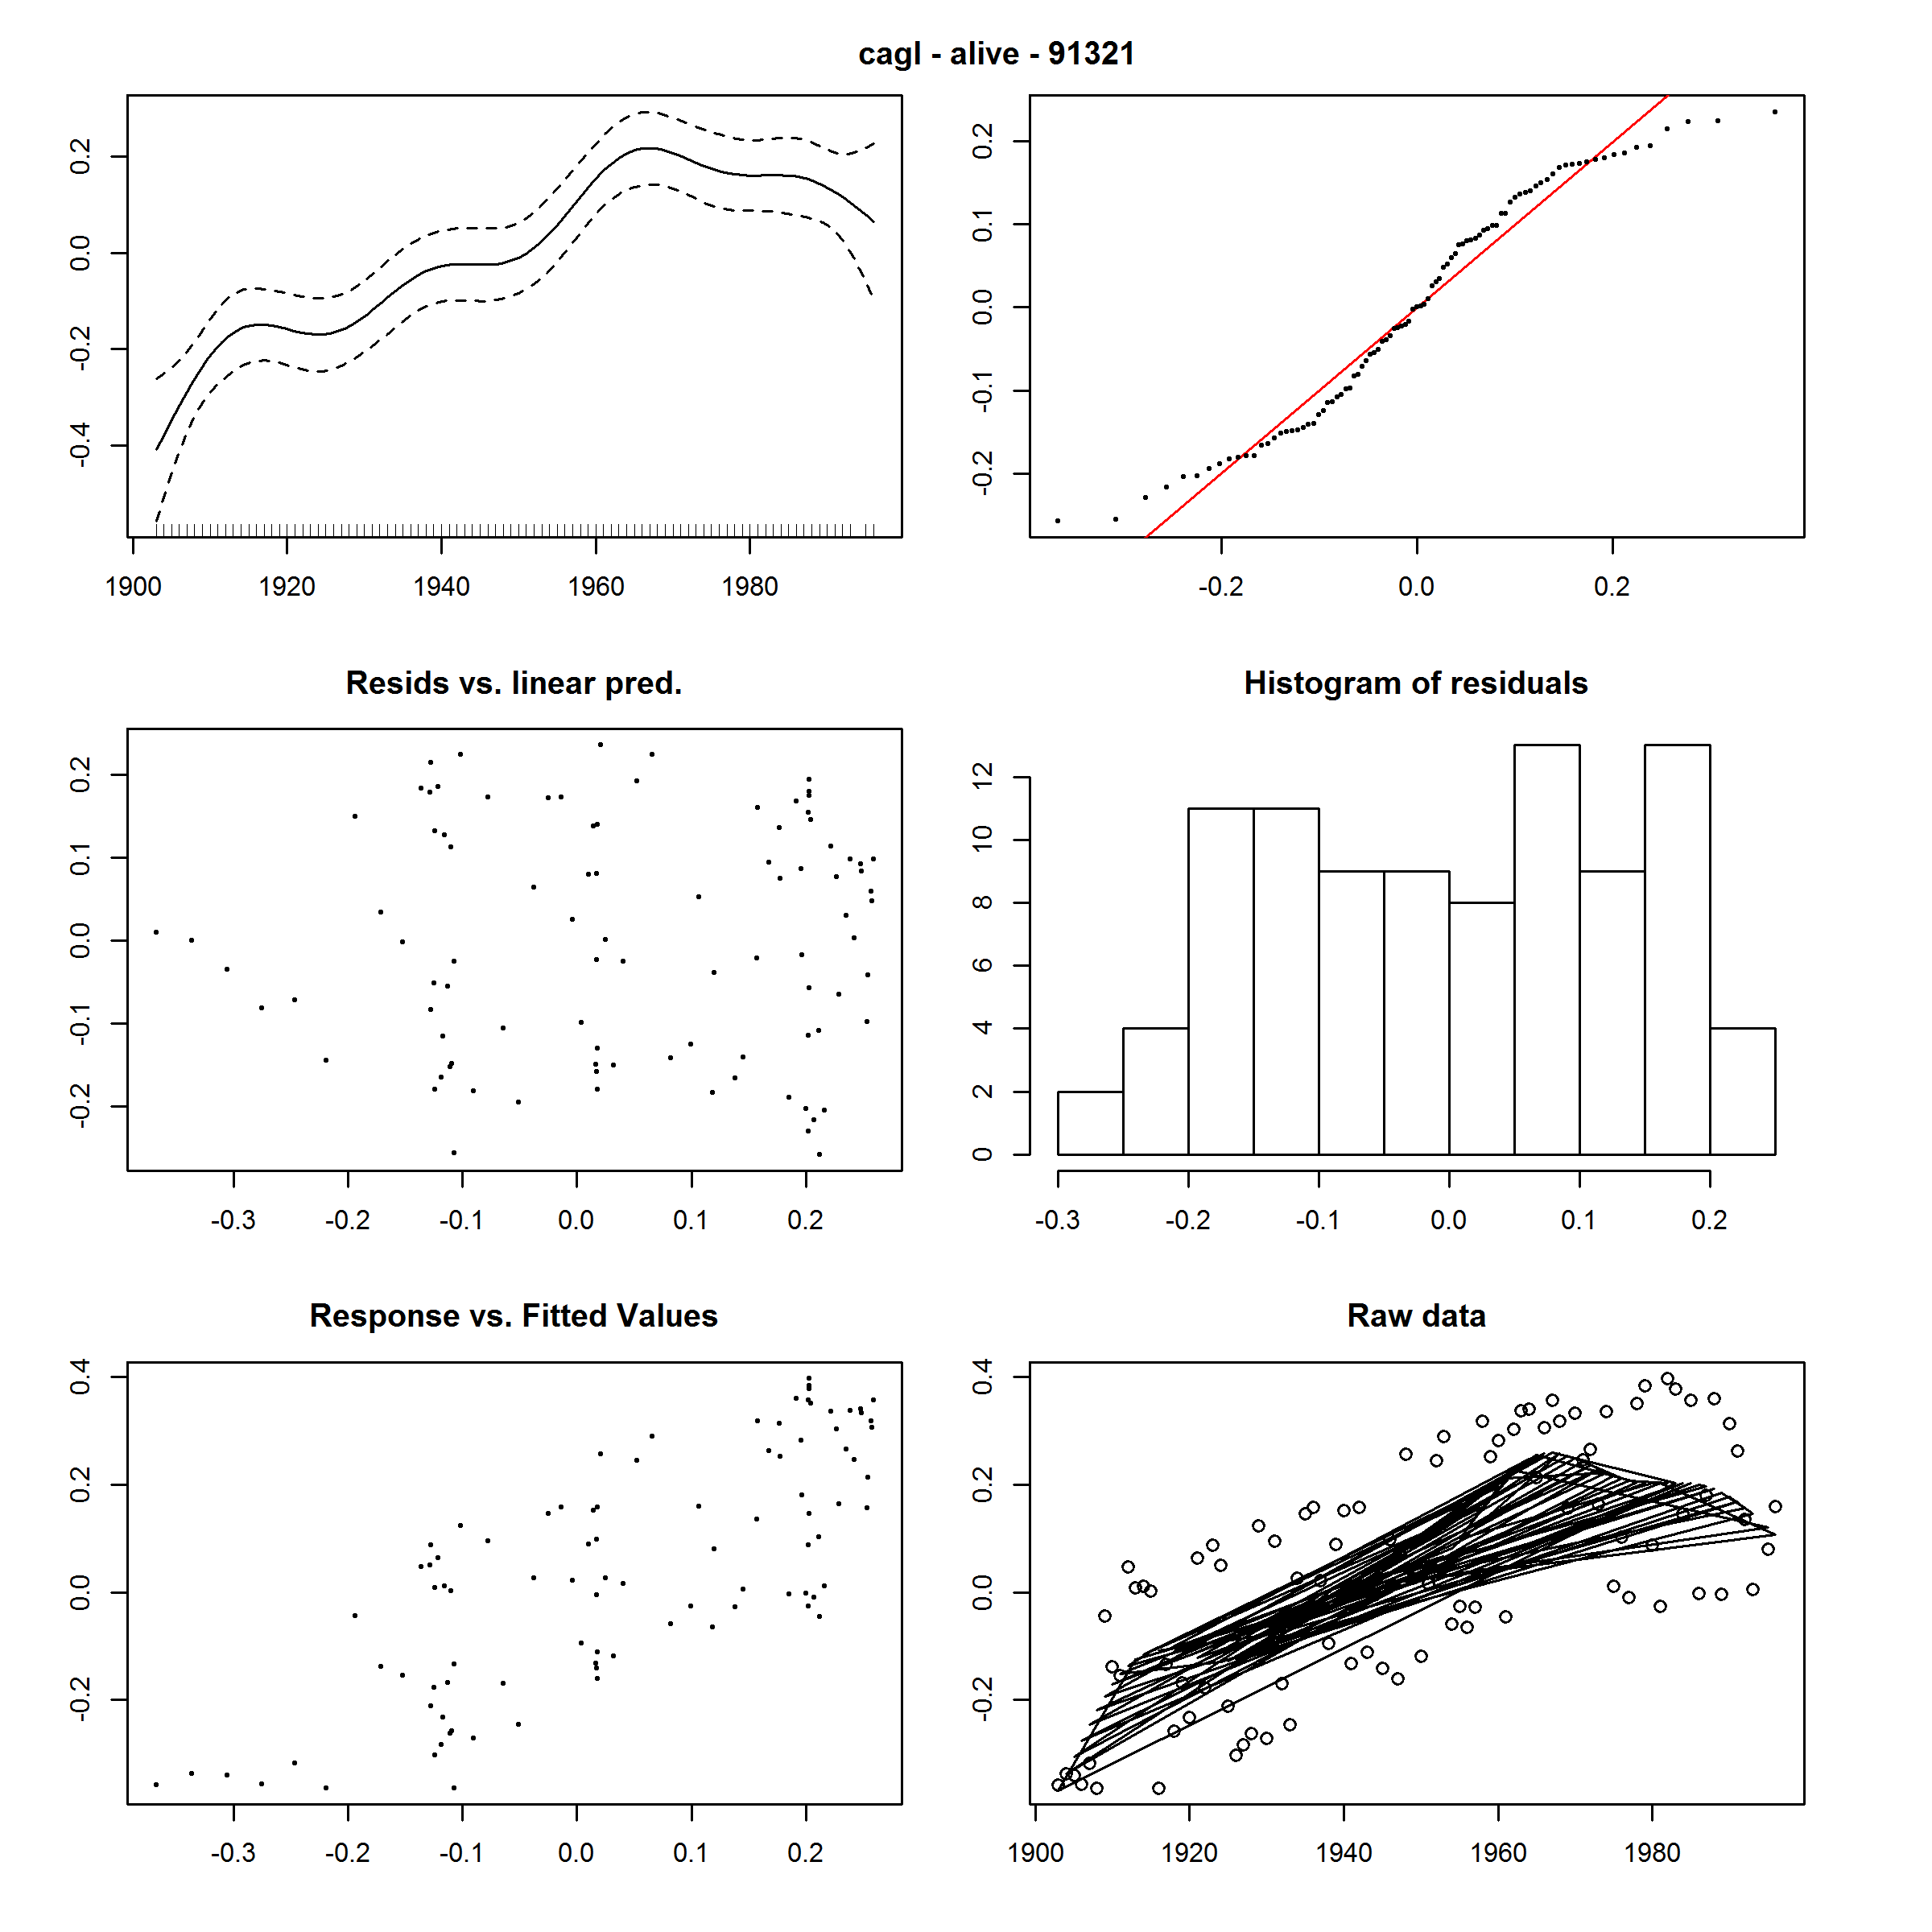 cagl - alive - 91321
0.2
0.0
-0.2
-0.4
1900 1920 1940 1960 1980
0.2
0.1
0.0
-0.1
-0.2
-0.2 0.0 0.2
Resids vs. linear pred.
0.2
0.1
0.0
-0.1
-0.2
-0.3 -0.2 -0.1 0.0 0.1 0.2
Histogram of residuals
12
10
8
6
4
2
0
-0.3 -0.2 -0.1 0.0 0.1 0.2
Response vs. Fitted Values
0.4
0.2
0.0
-0.2
-0.3 -0.2 -0.1 0.0 0.1 0.2
Raw data
0.4
0.2
0.0
-0.2
1900 1920 1940 1960 1980